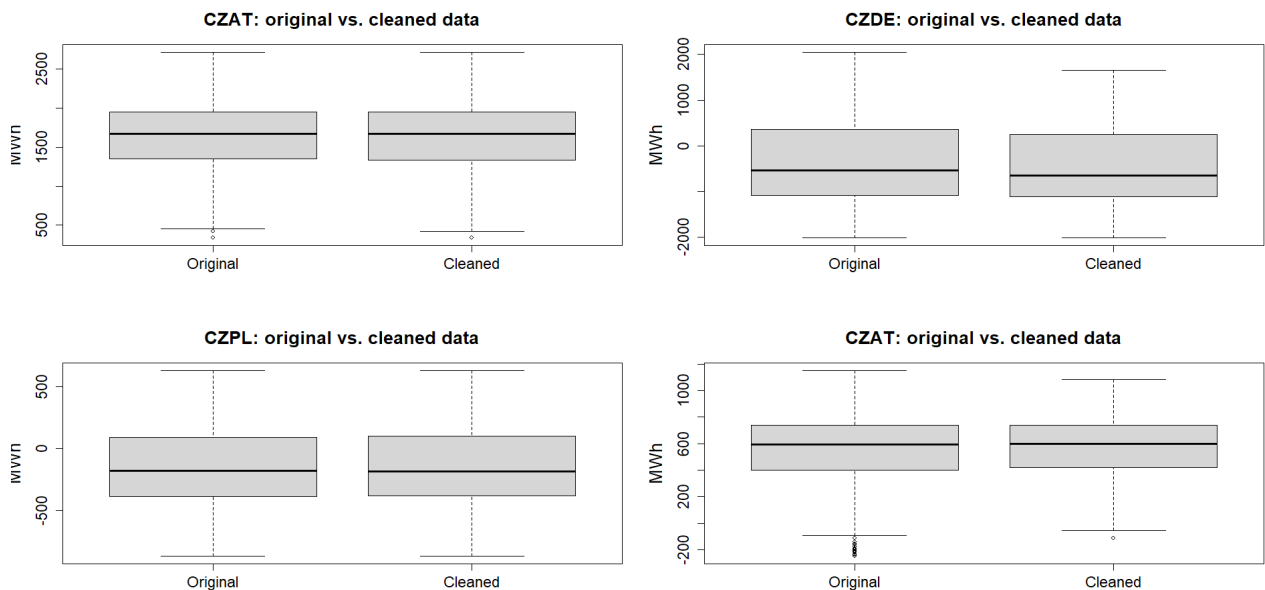 CZAT: original vs. cleaned data
MWh
2500
1500
500
Original Cleaned
CZDE: original vs. cleaned data
MWh
2000
1000
0
-2000
Original Cleaned
CZPL: original vs. cleaned data
MWh
500
0
-500
Original Cleaned
CZAT: original vs. cleaned data
MWh
1000
600
200
-200
Original Cleaned